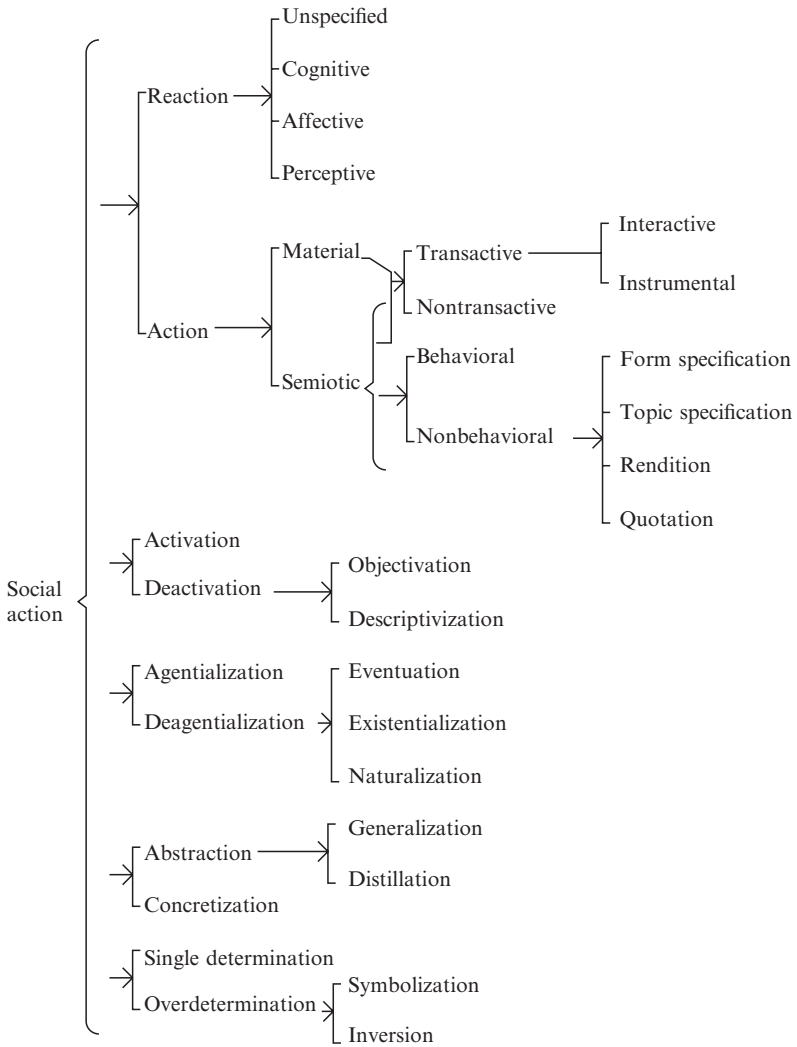 Unspecified
Cognitive
Reaction
Affective
Perceptive
Interactive
Material
Transactive
Instrumental
Nontransactive
Action
Behavioral
Form specification
Semiotic
Topic specification
Nonbehavioral
Rendition
Quotation
Activation
Objectivation
Deactivation
Social
action
Descriptivization
Agentialization
Eventuation
Deagentialization
Existentialization
Naturalization
Generalization
Abstraction
Distillation
Concretization
Single determination
Symbolization
Overdetermination
Inversion